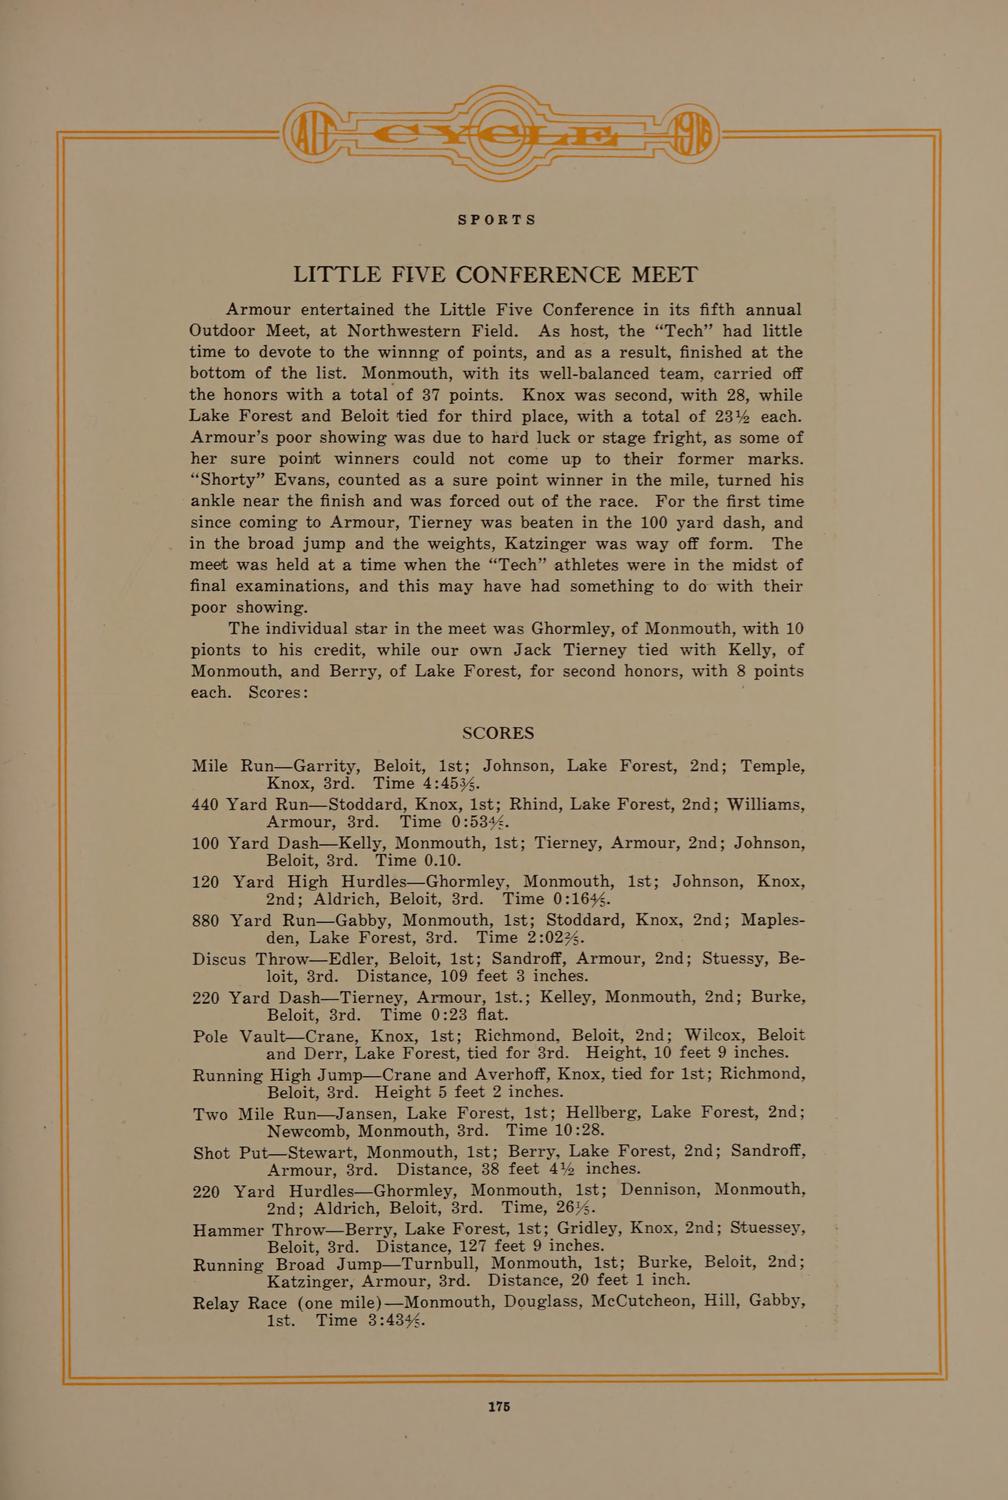 AIT CYCLE 1916
SPORTS
LITTLE FIVE CONFERENCE MEET
Armour entertained the Little Five Conference in its fifth annual
Outdoor Meet, at Northwestern Field. As host, the “Tech” had little
time to devote to the winnng of points, and as a result, finished at the
bottom of the list. Monmouth, with its well-balanced team, carried off
the honors with a total of 37 points. Knox was second, with 28, while
Lake Forest and Beloit tied for third place, with a total of 23½ each.
Armour’s poor showing was due to hard luck or stage fright, as some of
her sure point winners could not come up to their former marks.
“Shorty” Evans, counted as a sure point winner in the mile, turned his
ankle near the finish and was forced out of the race. For the first time
since coming to Armour, Tierney was beaten in the 100 yard dash, and
in the broad jump and the weights, Katzinger was way off form. The
meet was held at a time when the “Tech” athletes were in the midst of
final examinations, and this may have had something to do with their
poor showing.
The individual star in the meet was Ghormley, of Monmouth, with 10
pionts to his credit, while our own Jack Tierney tied with Kelly, of
Monmouth, and Berry, of Lake Forest, for second honors, with 8 points
each. Scores:
SCORES
Mile Run—Garrity, Beloit, 1st; Johnson, Lake Forest, 2nd; Temple,
Knox, 3rd. Time 4:45⅗.
440 Yard Run—Stoddard, Knox, 1st; Rhind, Lake Forest, 2nd; Williams,
Armour, 3rd. Time 0:53⅘.
100 Yard Dash—Kelly, Monmouth, 1st; Tierney, Armour, 2nd; Johnson,
Beloit, 3rd. Time 0.10.
120 Yard High Hurdles—Ghormley, Monmouth, 1st; Johnson, Knox,
2nd; Aldrich, Beloit, 3rd. Time 0:16⅘.
880 Yard Run—Gabby, Monmouth, 1st; Stoddard, Knox, 2nd; Maples-
den, Lake Forest, 3rd. Time 2:02⅖.
Discus Throw—Edler, Beloit, 1st; Sandroff, Armour, 2nd; Stuessy, Be-
loit, 3rd. Distance, 109 feet 3 inches.
220 Yard Dash—Tierney, Armour, 1st.; Kelley, Monmouth, 2nd; Burke,
Beloit, 3rd. Time 0:23 flat.
Pole Vault—Crane, Knox, 1st; Richmond, Beloit, 2nd; Wilcox, Beloit
and Derr, Lake Forest, tied for 3rd. Height, 10 feet 9 inches.
Running High Jump—Crane and Averhoff, Knox, tied for 1st; Richmond,
Beloit, 3rd. Height 5 feet 2 inches.
Two Mile Run—Jansen, Lake Forest, 1st; Hellberg, Lake Forest, 2nd;
Newcomb, Monmouth, 3rd. Time 10:28.
Shot Put—Stewart, Monmouth, 1st; Berry, Lake Forest, 2nd; Sandroff,
Armour, 3rd. Distance, 38 feet 4½ inches.
220 Yard Hurdles—Ghormley, Monmouth, 1st; Dennison, Monmouth,
2nd; Aldrich, Beloit, 3rd. Time, 26⅕.
Hammer Throw—Berry, Lake Forest, 1st; Gridley, Knox, 2nd; Stuessey,
Beloit, 3rd. Distance, 127 feet 9 inches.
Running Broad Jump—Turnbull, Monmouth, 1st; Burke, Beloit, 2nd;
Katzinger, Armour, 3rd. Distance, 20 feet 1 inch.
Relay Race (one mile)—Monmouth, Douglass, McCutcheon, Hill, Gabby,
1st. Time 3:43⅘.
175